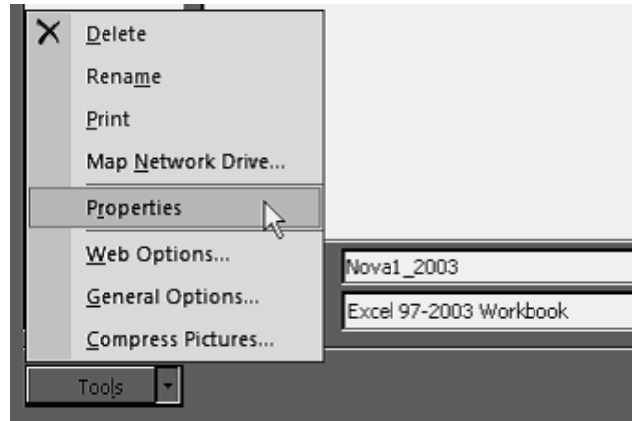 Delete
Rename
Print
Map Network Drive...
Properties
Web Options...
General Options...
Compress Pictures...
Nova1_2003
Excel 97-2003 Workbook
Tools